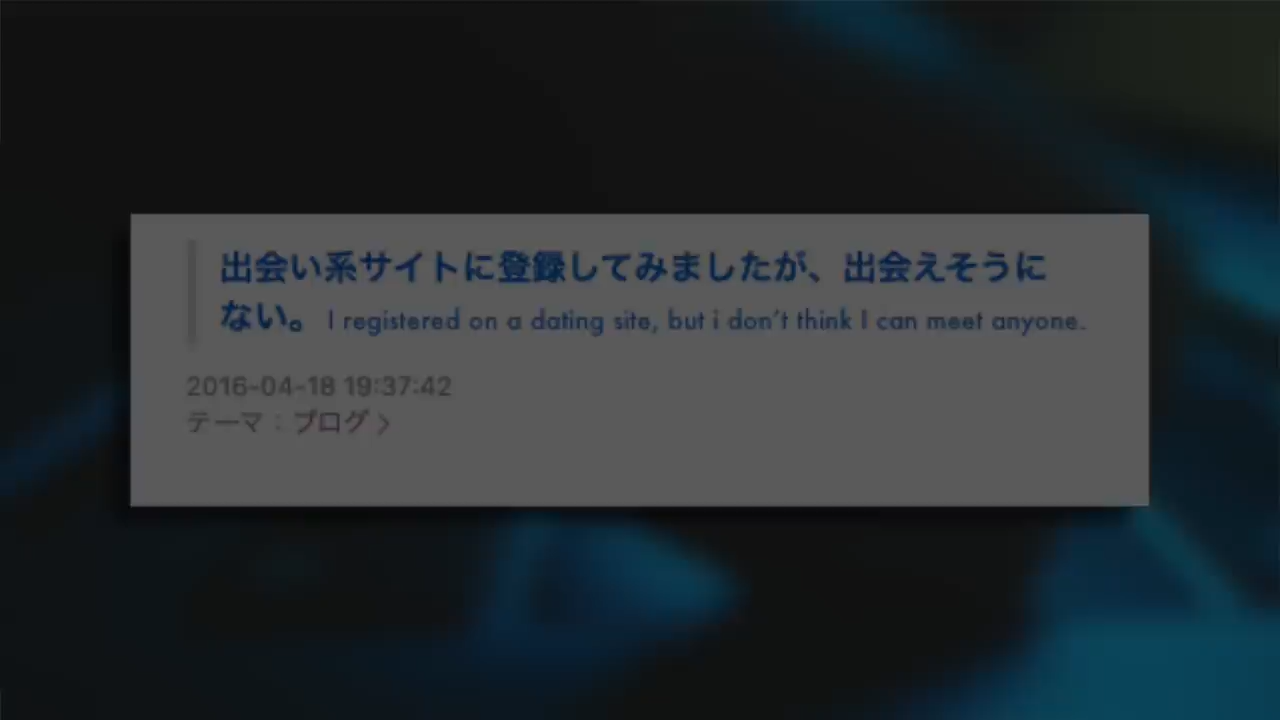 出会い系サイトに登録してみましたが、出会えそうに
ない。 I registered on a dating site, but i don't think I can meet anyone.
2016-04-18 19:37:42
テーマ：ブログ >